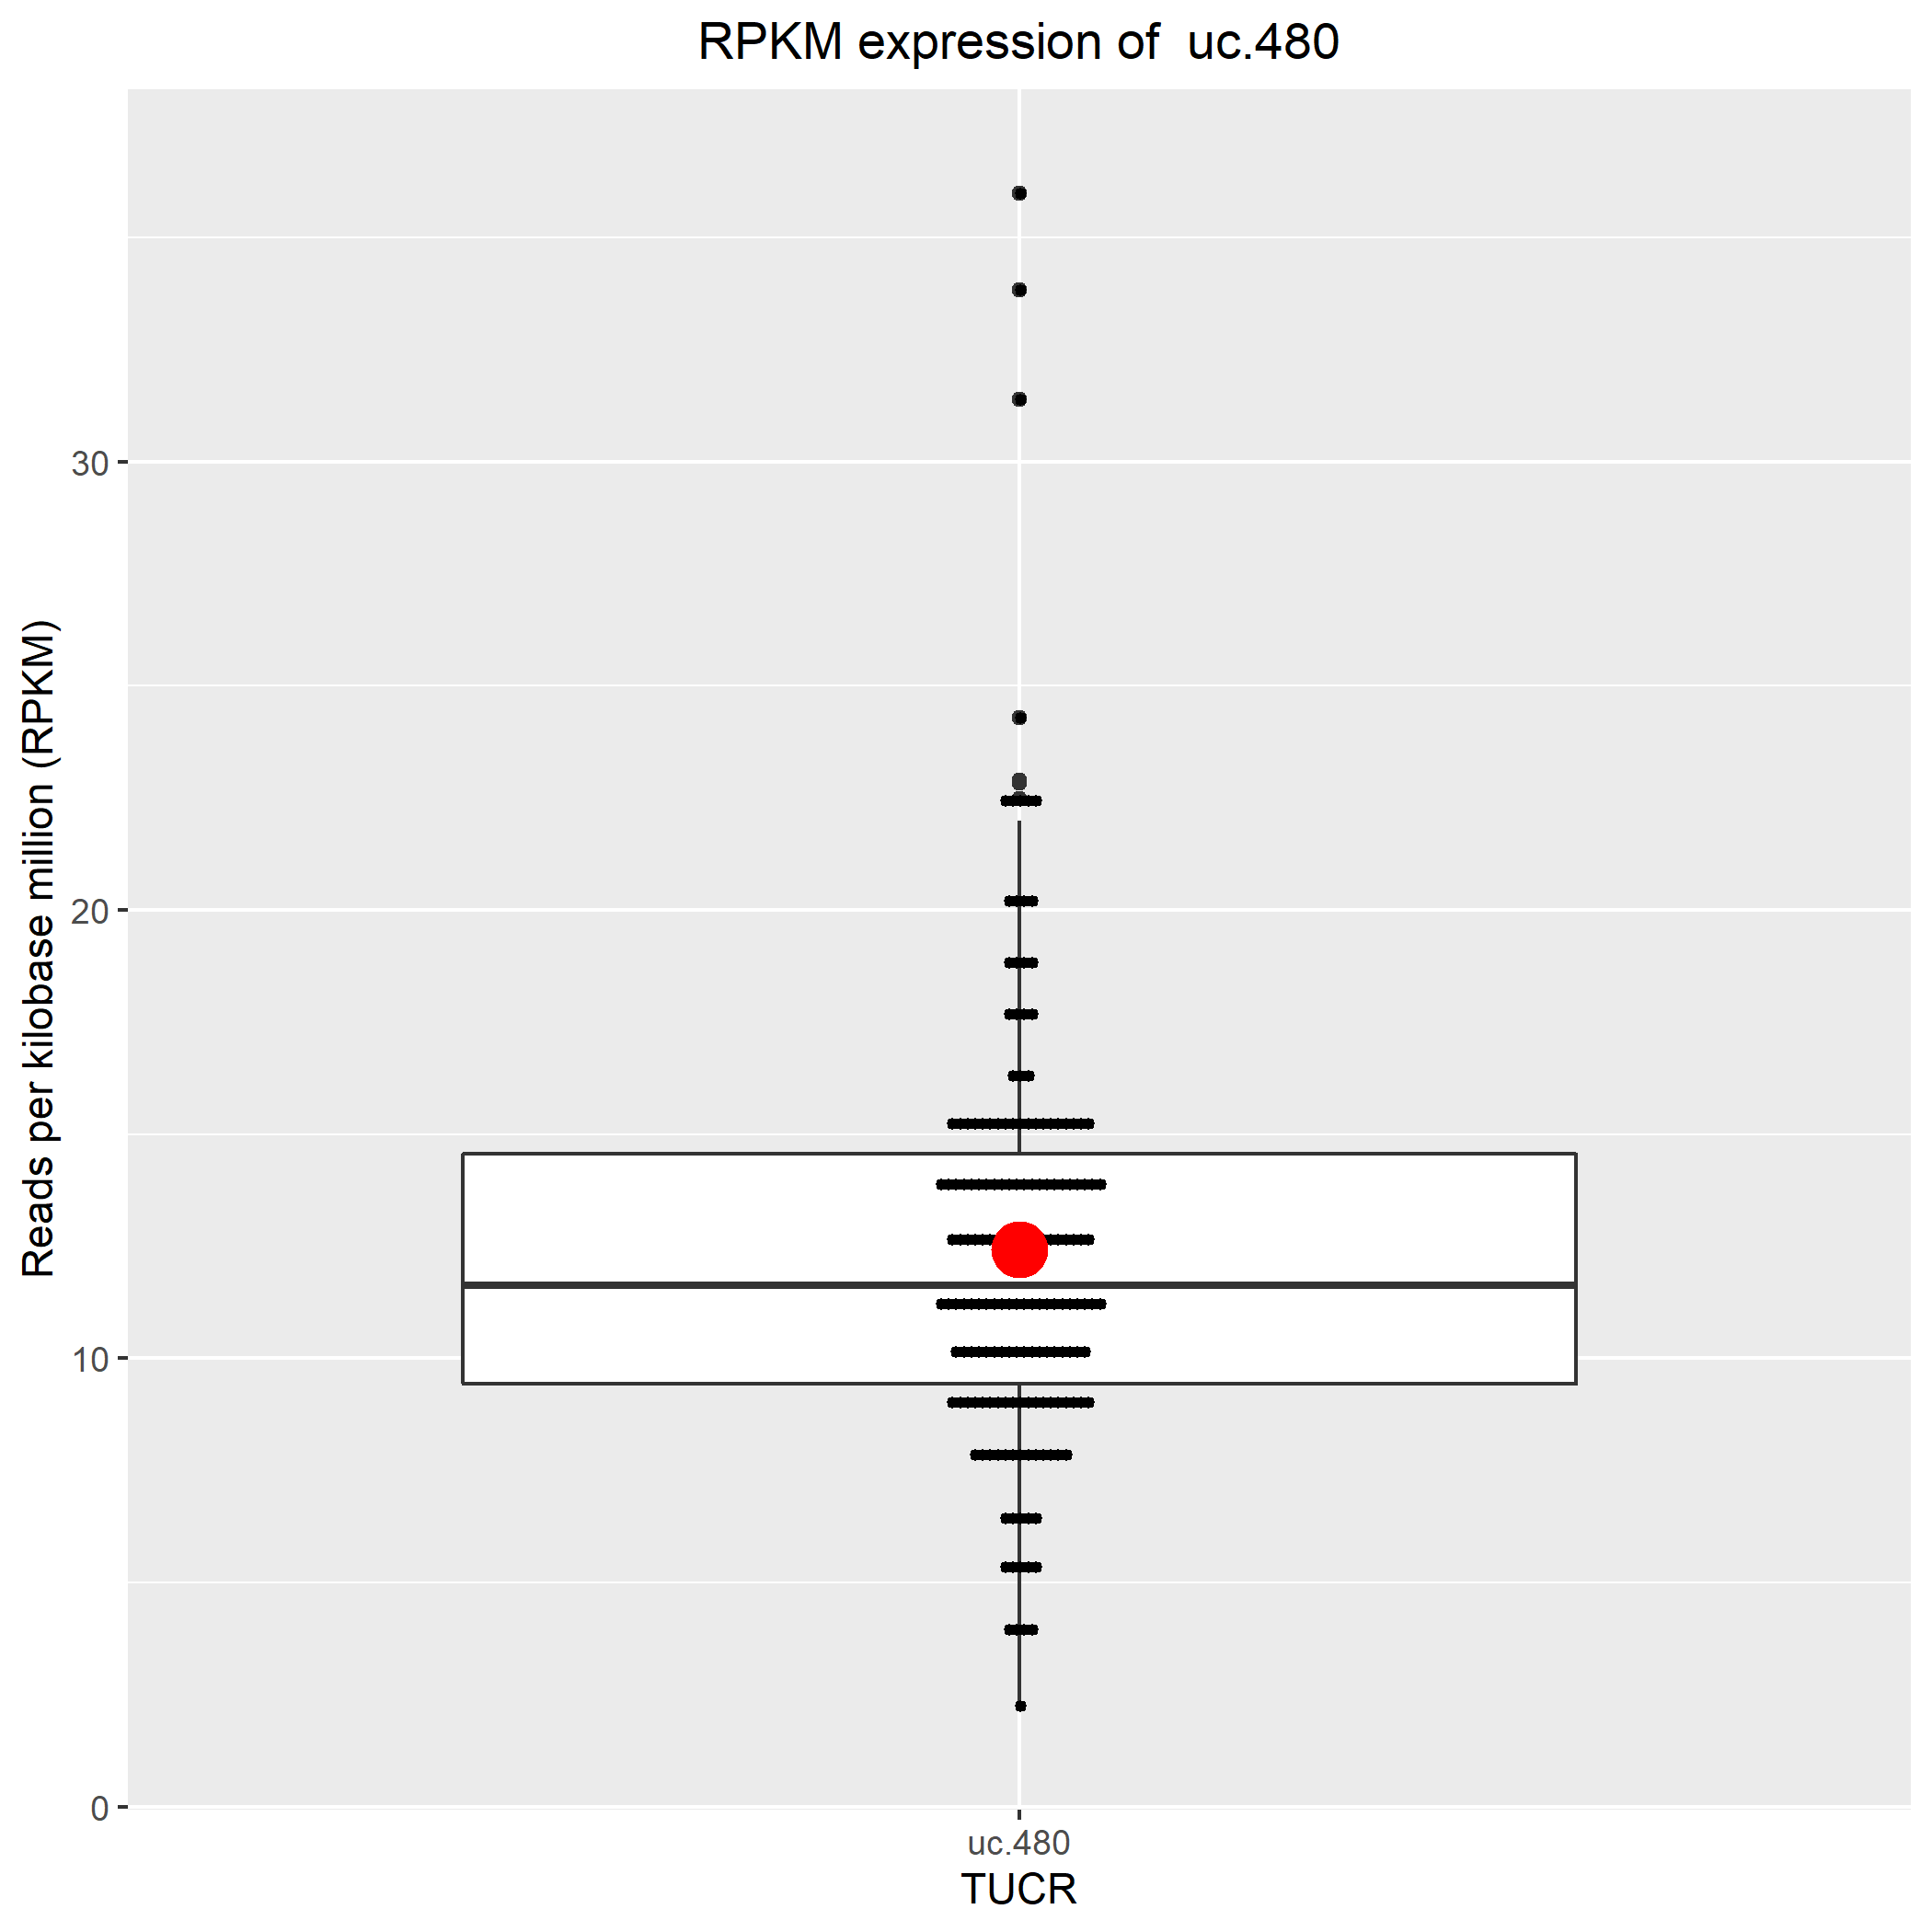 RPKM expression of  uc.480
Reads per kilobase million (RPKM)
30
20
10
0
uc.480
TUCR